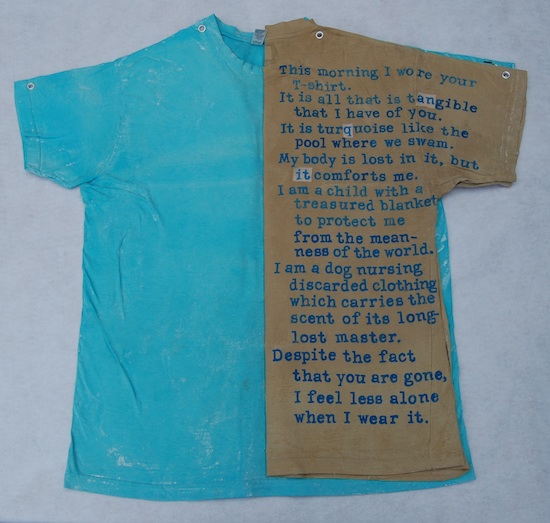 This morning I wore your
T-shirt.
It is all that is tangible
that I have of you.
It is turquoise like the
pool where we swam.
My body is lost in it, but
it comforts me.
I am a child with a
treasured blanket
to protect me
from the mean-
ness of the world.
I am a dog nursing
discarded clothing
which carries the
scent of its long-
lost master.
Despite the fact
that you are gone,
I feel less alone
when I wear it.